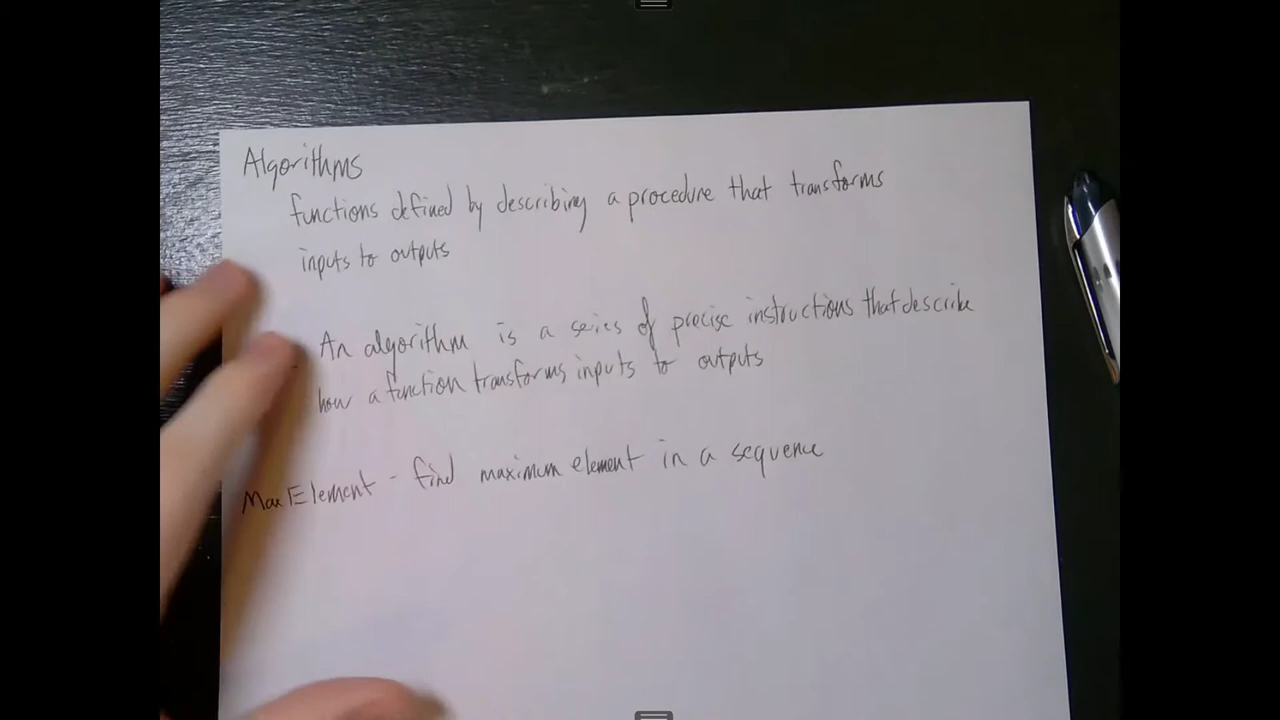 Algorithms
functions defined by describing a procedure that transforms
inputs to outputs
An algorithm is a series of precise instructions that describe
how a function transforms inputs to outputs
MaxElement - find maximum element in a sequence